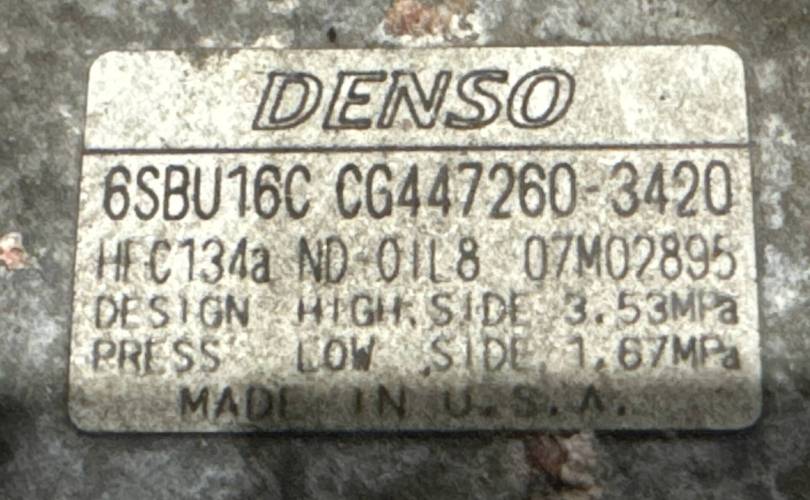 DENSO
6SBU16C CG447260-3420
HFC134a ND-OIL8 07M02895
DESIGN HIGH SIDE 3.53MPa
PRESS LOW SIDE 1.67MPa
MADE IN U.S.A.